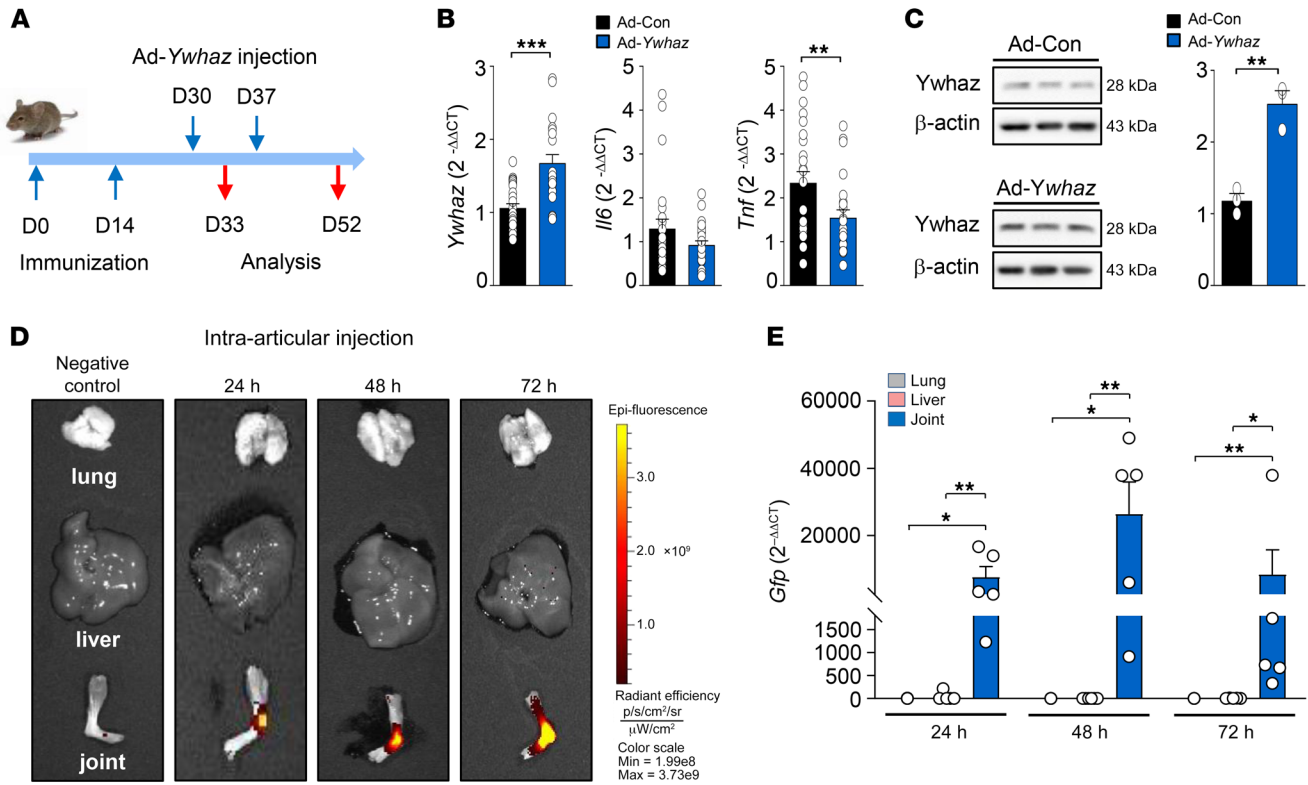 A
Ad-Ywhaz injection
D30 D37
D0 D14 D33 D52
Immunization Analysis
B
Ad-Con
Ad-Ywhaz
***
3
2
1
0
Ywhaz (2 -ΔΔCT)
5
4
3
2
1
0
Il6 (2 -ΔΔCT)
**
5
4
3
2
1
0
Tnf (2 -ΔΔCT)
C
Ad-Con
Ywhaz 28 kDa
β-actin 43 kDa
Ad-Ywhaz
Ywhaz 28 kDa
β-actin 43 kDa
Ad-Con
Ad-Ywhaz
**
3
2
1
0
D
Intra-articular injection
Negative
control
24 h 48 h 72 h
lung
liver
joint
Epi-fluorescence
3.0
2.0 ×10⁹
1.0
Radiant efficiency
p/s/cm²/sr
μW/cm²
Color scale
Min = 1.99e8
Max = 3.73e9
E
Lung
Liver
Joint
Gfp (2−ΔΔCT)
60000
40000
20000
1500
1000
500
0
** *
** *
* **
24 h 48 h 72 h